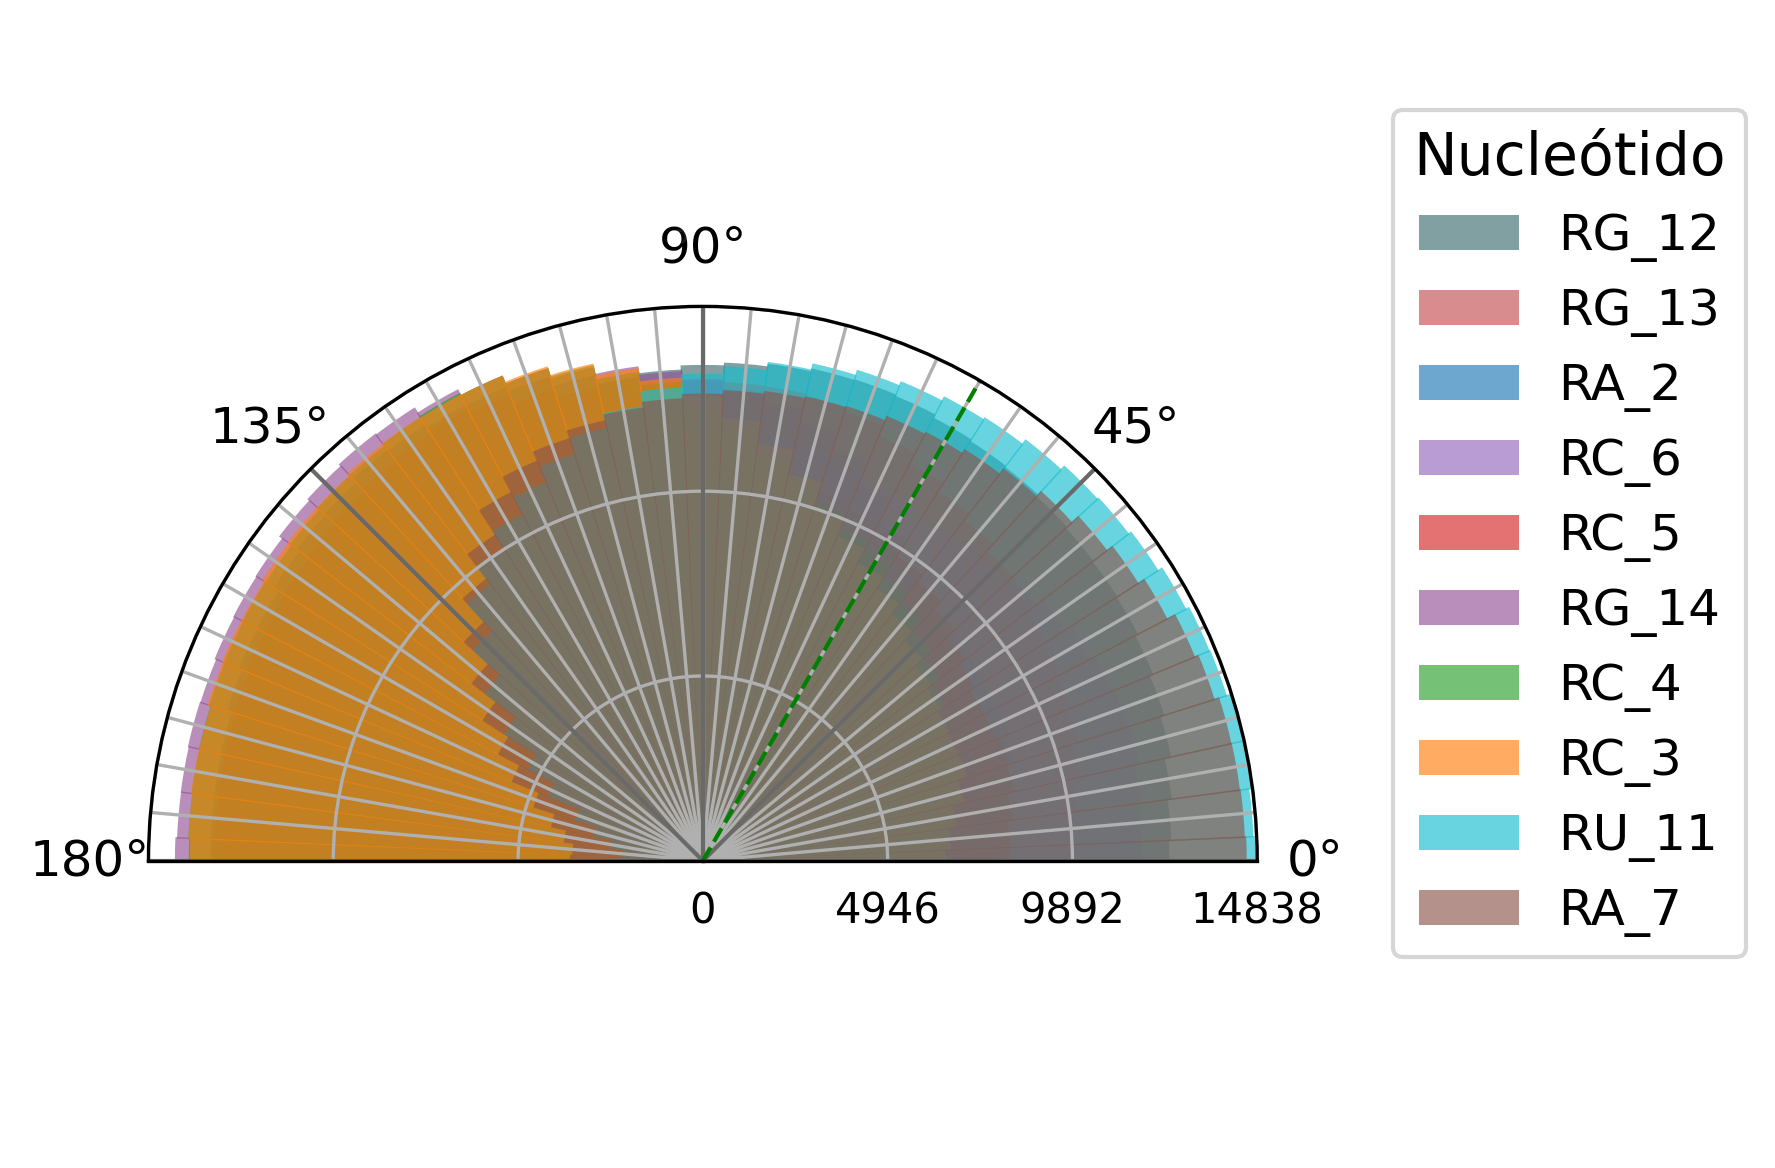 90°
135°
45°
180°
0°
0
4946
9892
14838
Nucleótido
RG_12
RG_13
RA_2
RC_6
RC_5
RG_14
RC_4
RC_3
RU_11
RA_7